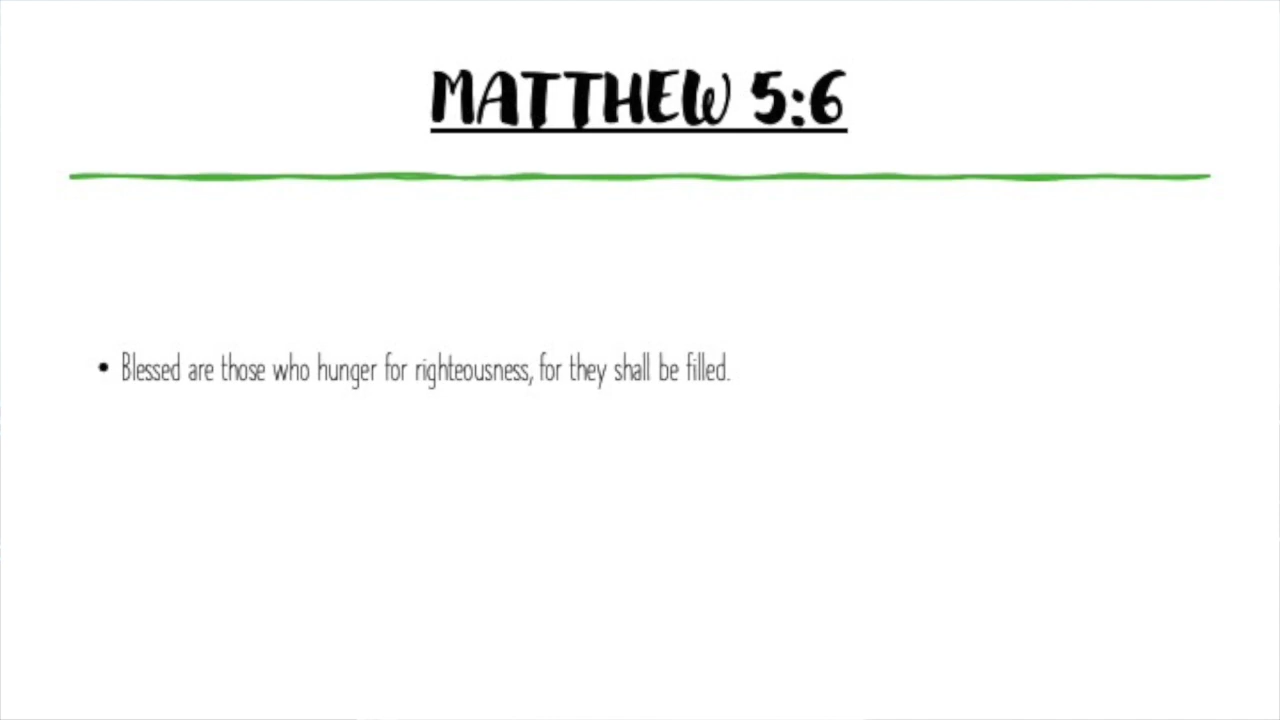 MATTHEW 5:6
• Blessed are those who hunger for righteousness, for they shall be filled.